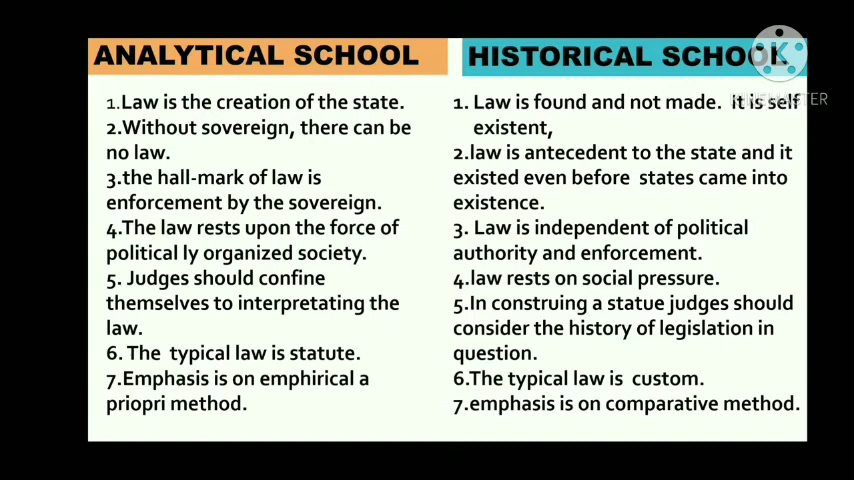 ANALYTICAL SCHOOL
1.Law is the creation of the state.
2.Without sovereign, there can be
no law.
3.the hall-mark of law is
enforcement by the sovereign.
4.The law rests upon the force of
political ly organized society.
5. Judges should confine
themselves to interpretating the
law.
6. The typical law is statute.
7.Emphasis is on emphirical a
priopri method.
HISTORICAL SCHOOL
1. Law is found and not made. It is self
existent,
2.law is antecedent to the state and it
existed even before states came into
existence.
3. Law is independent of political
authority and enforcement.
4.law rests on social pressure.
5.In construing a statue judges should
consider the history of legislation in
question.
6.The typical law is custom.
7.emphasis is on comparative method.
K
KINEMASTER